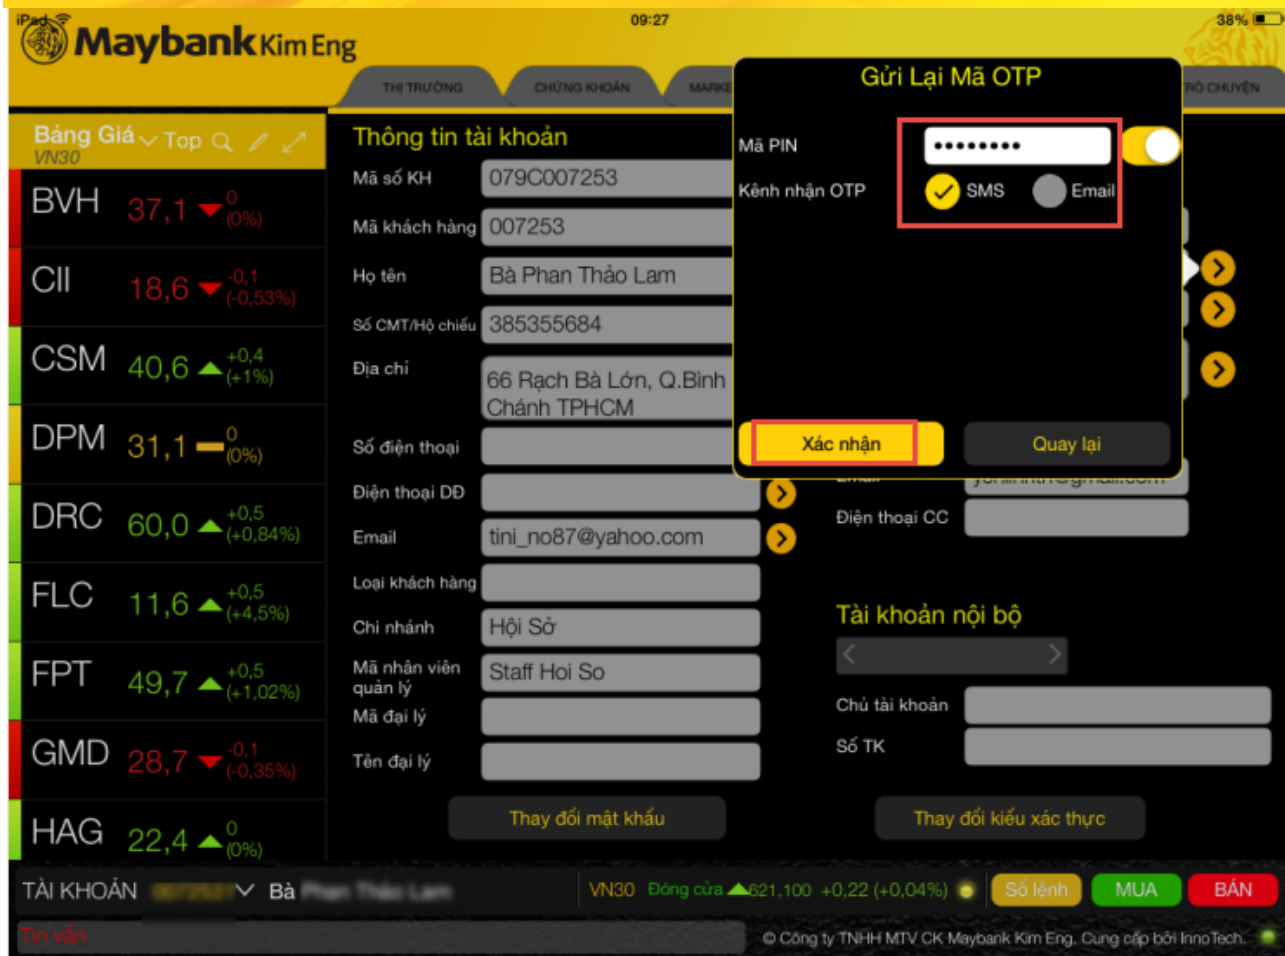 iPad 09:27 38%
Maybank Kim Eng
THỊ TRƯỜNG CHỨNG KHOÁN MARKE RÒ CHUYỆN
Gửi Lại Mã OTP
Mã PIN ••••••••
Kênh nhận OTP SMS Email
Xác nhận Quay lại
Bảng Giá Top
VN30
BVH 37,1 0 (0%)
CII 18,6 -0,1 (-0,53%)
CSM 40,6 +0,4 (+1%)
DPM 31,1 0 (0%)
DRC 60,0 +0,5 (+0,84%)
FLC 11,6 +0,5 (+4,5%)
FPT 49,7 +0,5 (+1,02%)
GMD 28,7 -0,1 (-0,35%)
HAG 22,4 0 (0%)
Thông tin tài khoản
Mã số KH 079C007253
Mã khách hàng 007253
Họ tên Bà Phan Thảo Lam
Số CMT/Hộ chiếu 385355684
Địa chỉ 66 Rạch Bà Lớn, Q.Bình
Chánh TPHCM
Số điện thoại
Điện thoại DĐ
Email tini_no87@yahoo.com
Loại khách hàng
Chi nhánh Hội Sở
Mã nhân viên
quản lý
Staff Hoi So
Mã đại lý
Tên đại lý
Thay đổi mật khẩu
Điện thoại CC
Tài khoản nội bộ
Chủ tài khoản
Số TK
Thay đổi kiểu xác thực
TÀI KHOẢN Bà
VN30 Đóng cửa 621,100 +0,22 (+0,04%) Sổ lệnh MUA BÁN
Tin vắn
© Công ty TNHH MTV CK Maybank Kim Eng. Cung cấp bởi InnoTech.